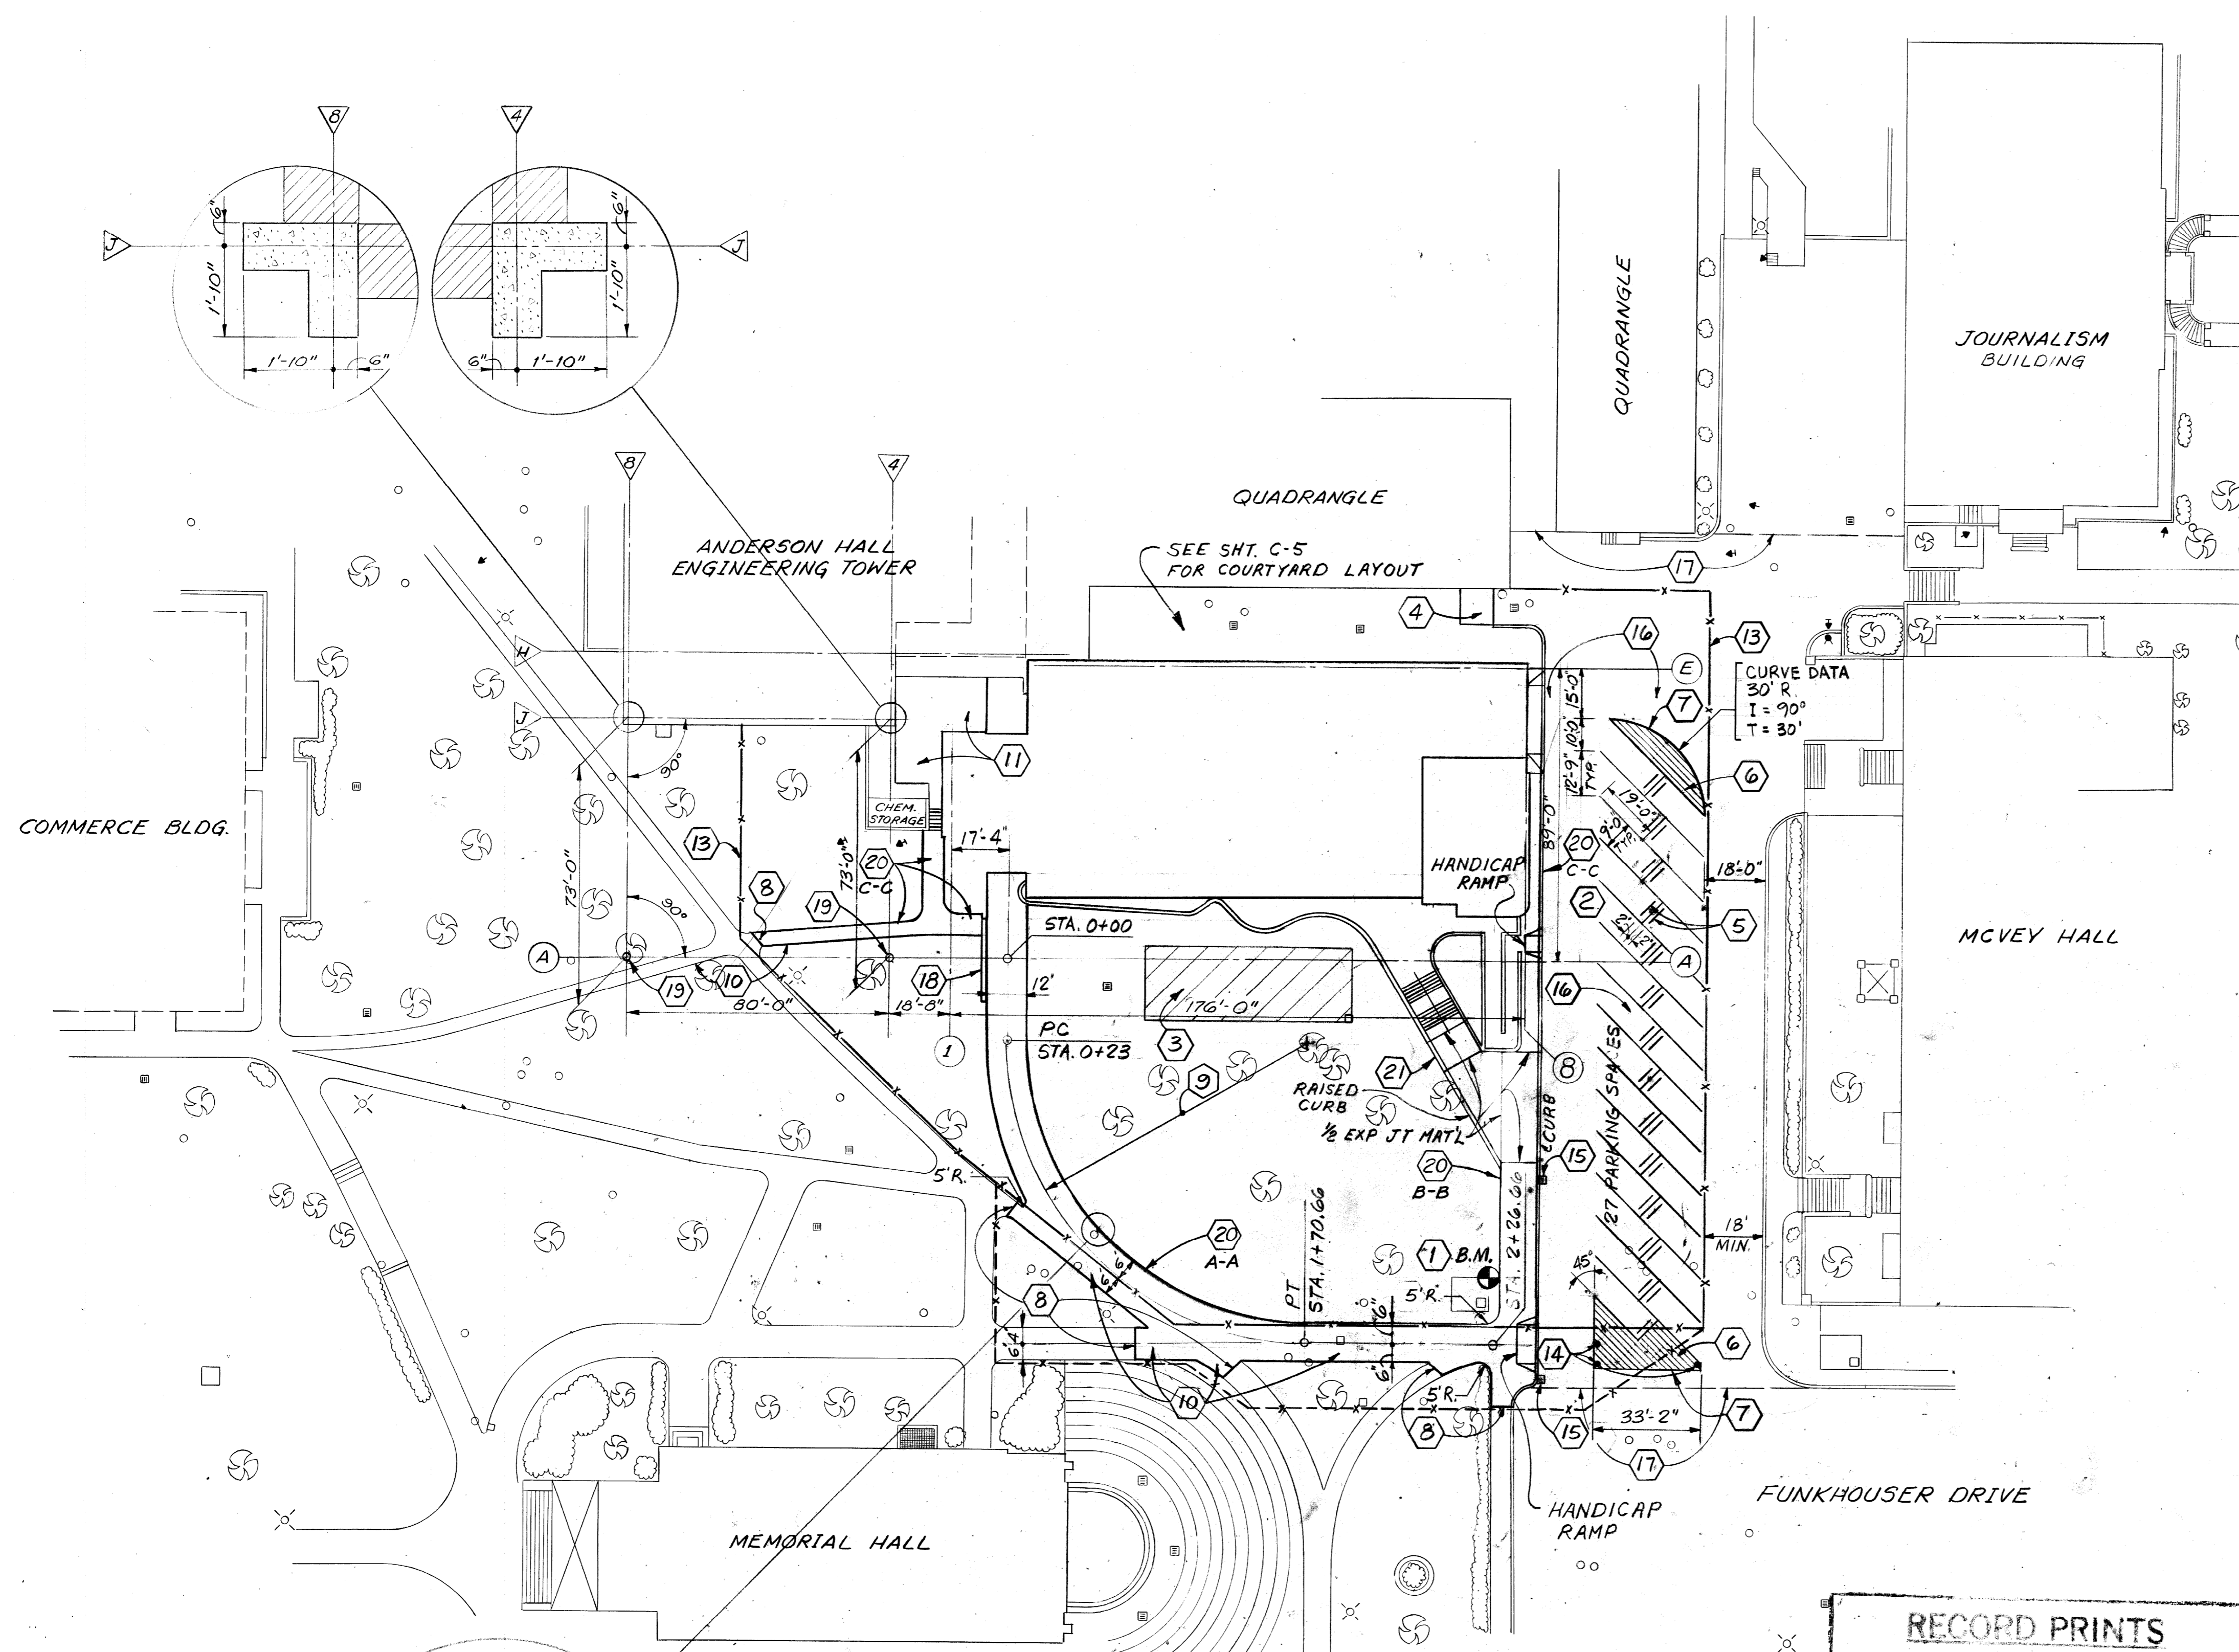 8
4
6"
6"
J
J
1'-10"
1'-10"
1'-10"
6"
6"
1'-10"
QUADRANGLE
JOURNALISM
BUILDING
8
4
QUADRANGLE
ANDERSON HALL
ENGINEERING TOWER
SEE SHT. C-5
FOR COURTYARD LAYOUT
17
4
16
13
H
E
CURVE DATA
30' R.
I = 90°
T = 30'
J
15'-0"
10'-0"
12'-9"
TYP.
7
90°
11
6
CHEM.
STORAGE
COMMERCE BLDG.
13
17'-4"
19'-0"
9'-0"
TYP.
89'-0"
73'-0"
73'-0"
20
C-C
HANDICAP
RAMP
20
C-C
18'-0"
8
19
90°
2
5
STA. 0+00
MCVEY HALL
A
A
19
10
18
12'
16
80'-0"
18'-8"
176'-0"
PC
STA. 0+23
1
3
21
8
9
RAISED
CURB
1/2 EXP JT MAT'L
CURB
27 PARKING SPACES
15
5'R.
20
B-B
20
A-A
PT
STA. 1+70.66
1
B.M.
STA. 2+26.66
18'
MIN.
45°
5'R.
6'
6'
8
6'
6'
14
6
10
5'R.
8
15
33'-2"
7
17
HANDICAP
RAMP
FUNKHOUSER DRIVE
MEMORIAL HALL
RECORD PRINTS